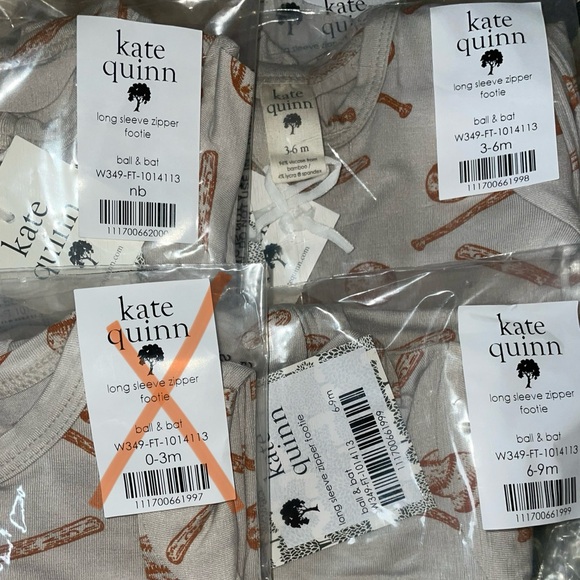 kate
quinn
long sleeve zipper
footie
ball & bat
W349-FT-1014113
nb
111700662000
kate
quinn
.com
kate
quinn
3-6 m
kate
quinn
long sleeve zipper
footie
ball & bat
W349-FT-1014113
3-6m
111700661998
kate
quinn
long sleeve zipper
footie
ball & bat
W349-FT-1014113
0-3m
111700661997
kate
quinn
long sleeve zipper footie
ball & bat
W349-FT-1014113
6-9m
111700661999
kate
quinn
long sleeve zipper
footie
ball & bat
W349-FT-1014113
6-9m
111700661999